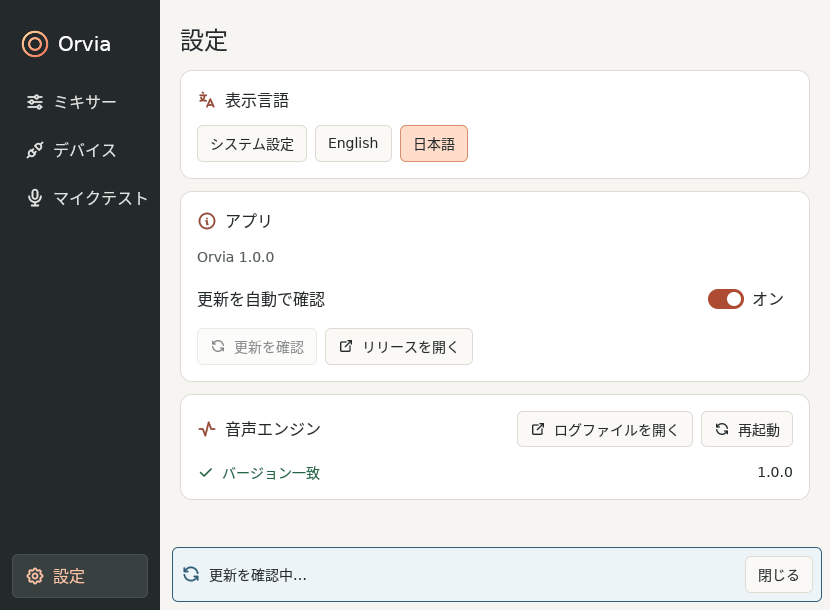 Orvia
ミキサー
デバイス
マイクテスト
設定
設定
表示言語
システム設定 English 日本語
アプリ
Orvia 1.0.0
更新を自動で確認 オン
更新を確認 リリースを開く
音声エンジン ログファイルを開く 再起動
バージョン一致 1.0.0
更新を確認中… 閉じる